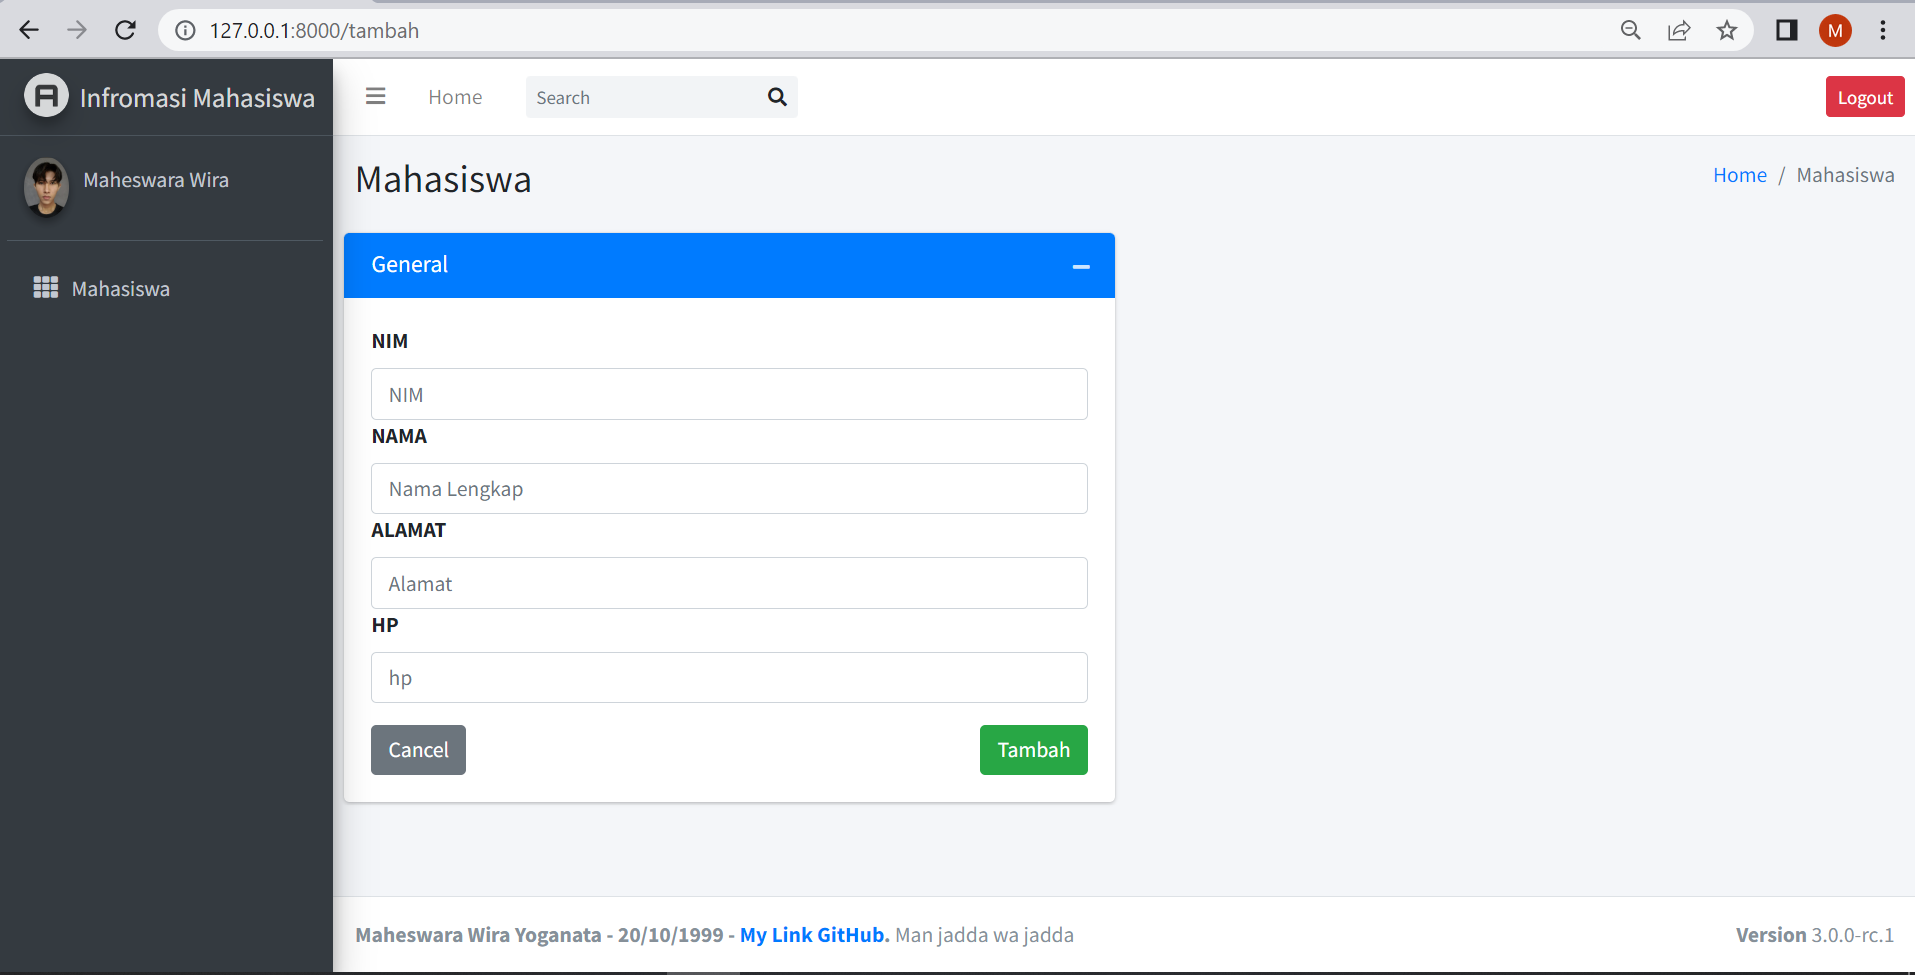 127.0.0.1:8000/tambah
M
Infromasi Mahasiswa
Home
Search
Logout
Maheswara Wira
Mahasiswa
Mahasiswa
Home / Mahasiswa
General
NIM
NIM
NAMA
Nama Lengkap
ALAMAT
Alamat
HP
hp
Cancel
Tambah
Maheswara Wira Yoganata - 20/10/1999 - My Link GitHub. Man jadda wa jadda
Version 3.0.0-rc.1